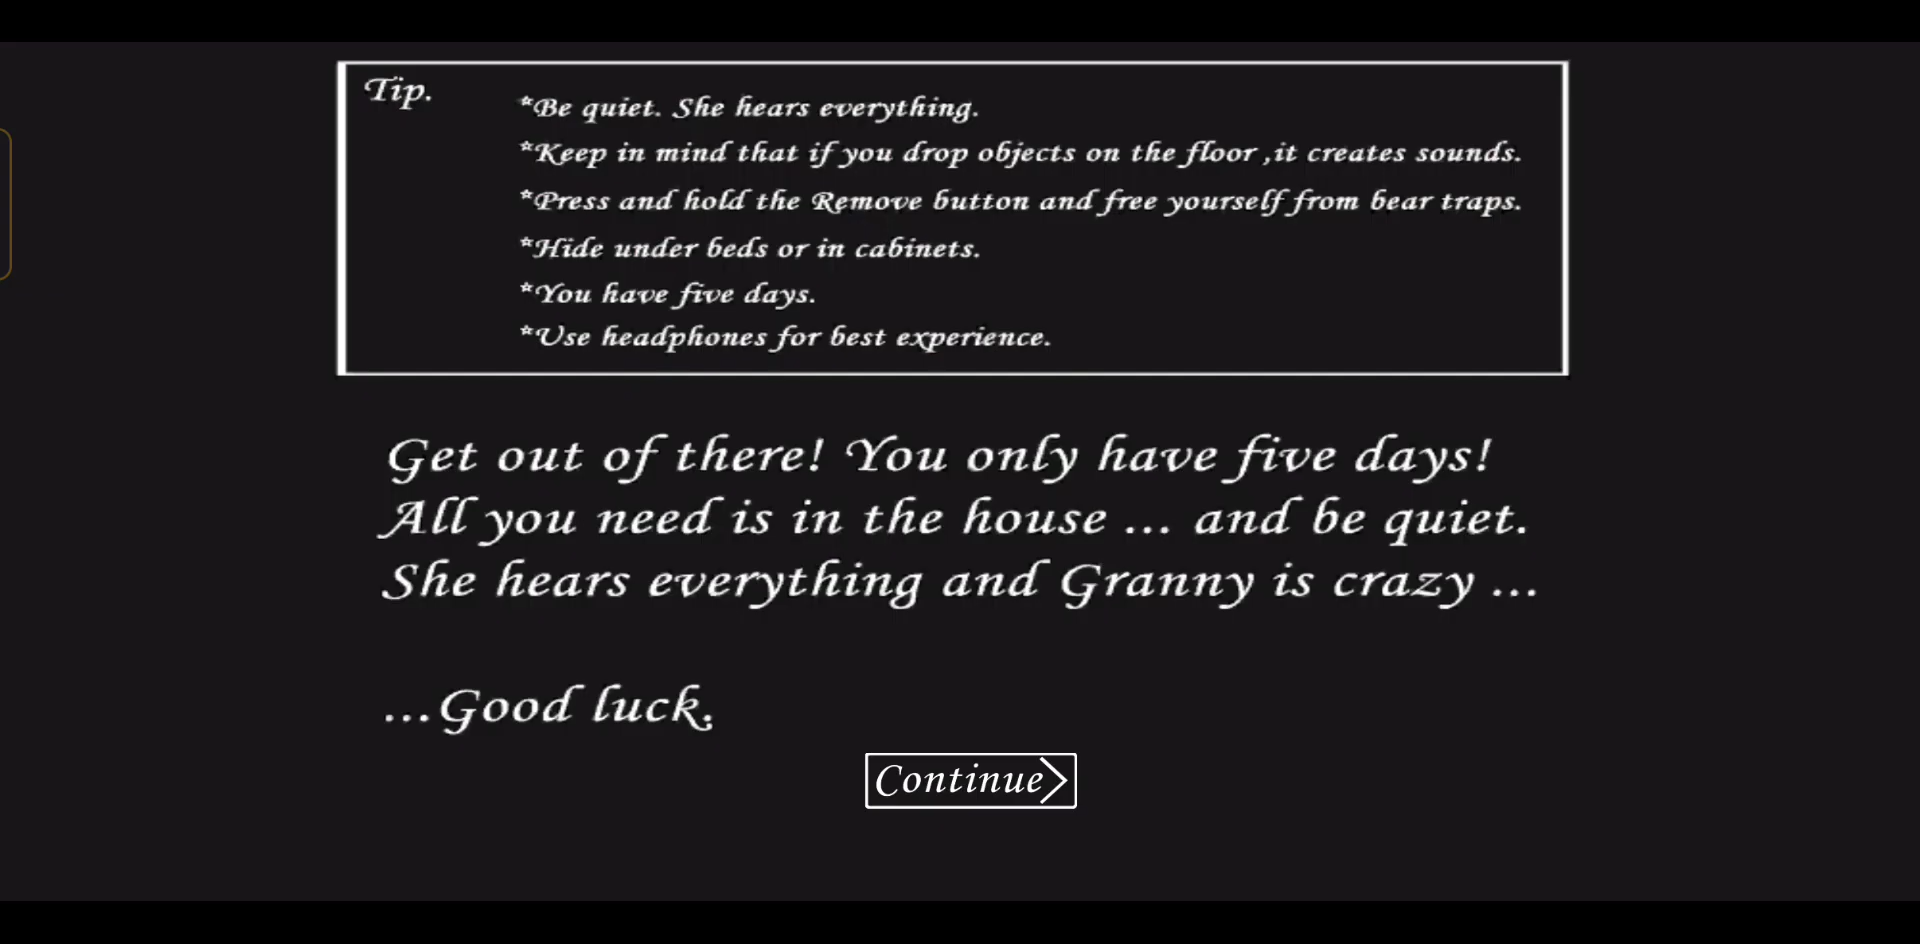 Tip.
*Be quiet. She hears everything.
*Keep in mind that if you drop objects on the floor ,it creates sounds.
*Press and hold the Remove button and free yourself from bear traps.
*Hide under beds or in cabinets.
*You have five days.
*Use headphones for best experience.
Get out of there! You only have five days!
All you need is in the house ... and be quiet.
She hears everything and Granny is crazy ...
...Good luck.
Continue>